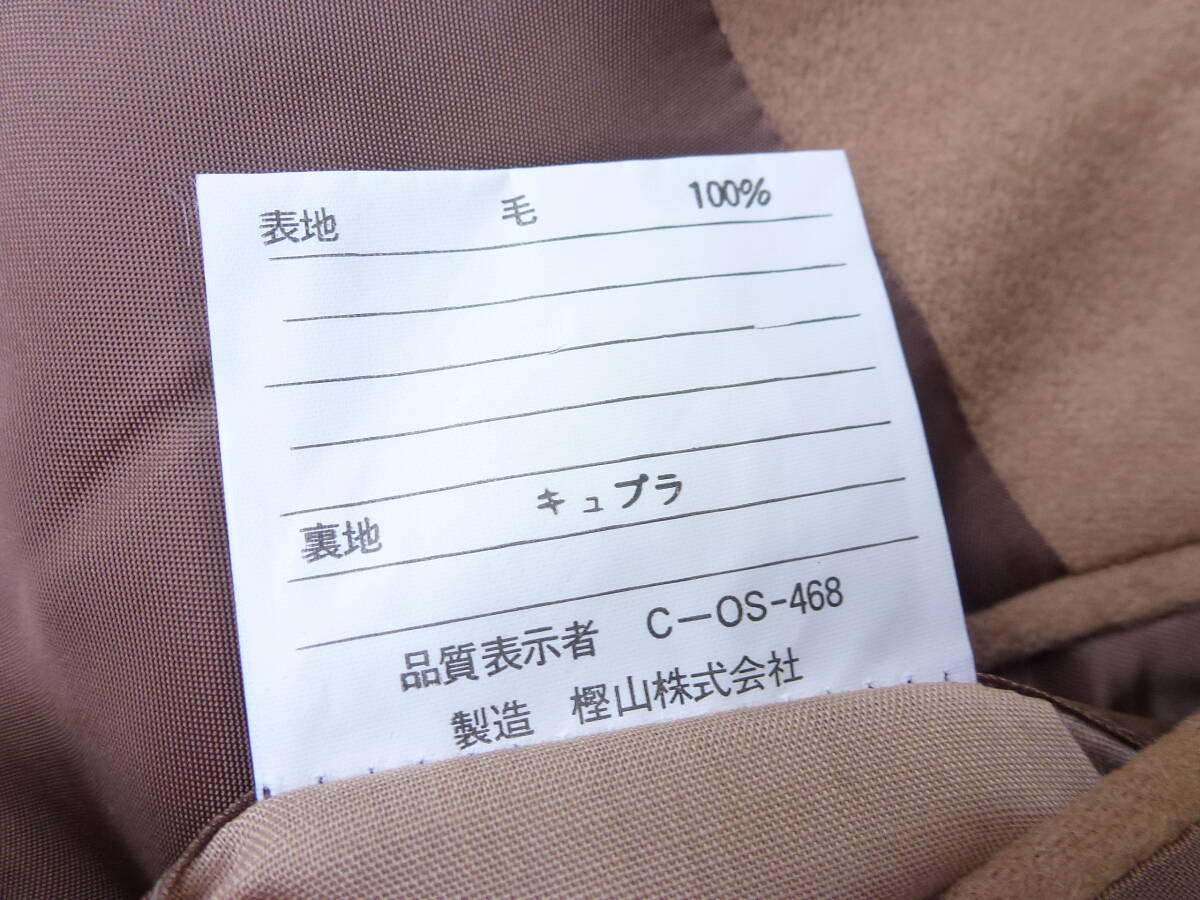 表地 毛 100%
裏地 キュプラ
品質表示者 C-OS-468
製造 樫山株式会社